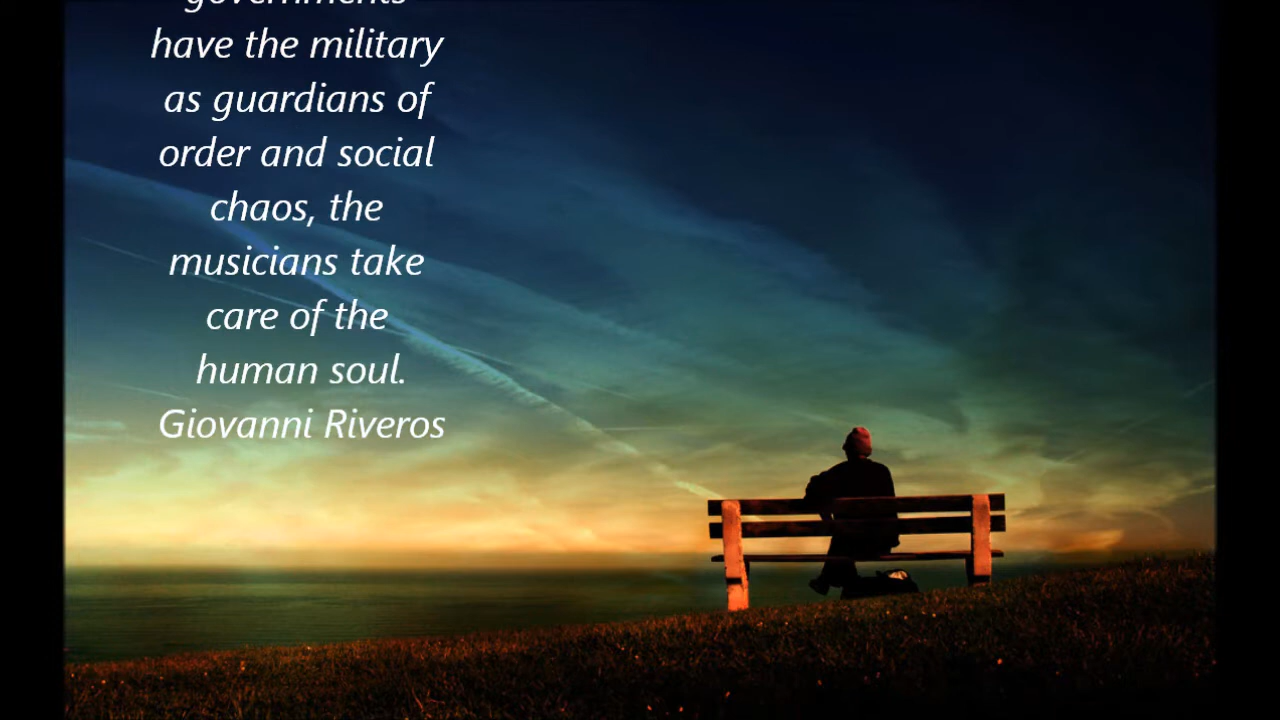 governments
have the military
as guardians of
order and social
chaos, the
musicians take
care of the
human soul.
Giovanni Riveros